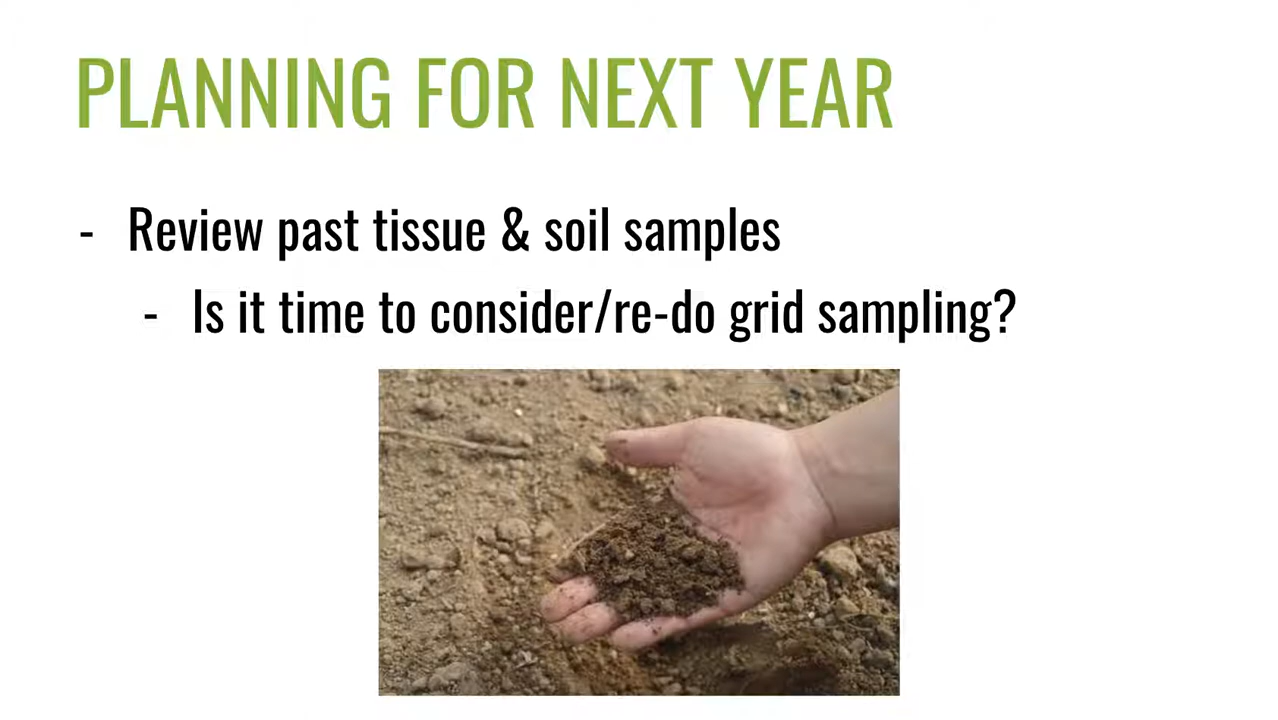 PLANNING FOR NEXT YEAR
- Review past tissue & soil samples
- Is it time to consider/re-do grid sampling?